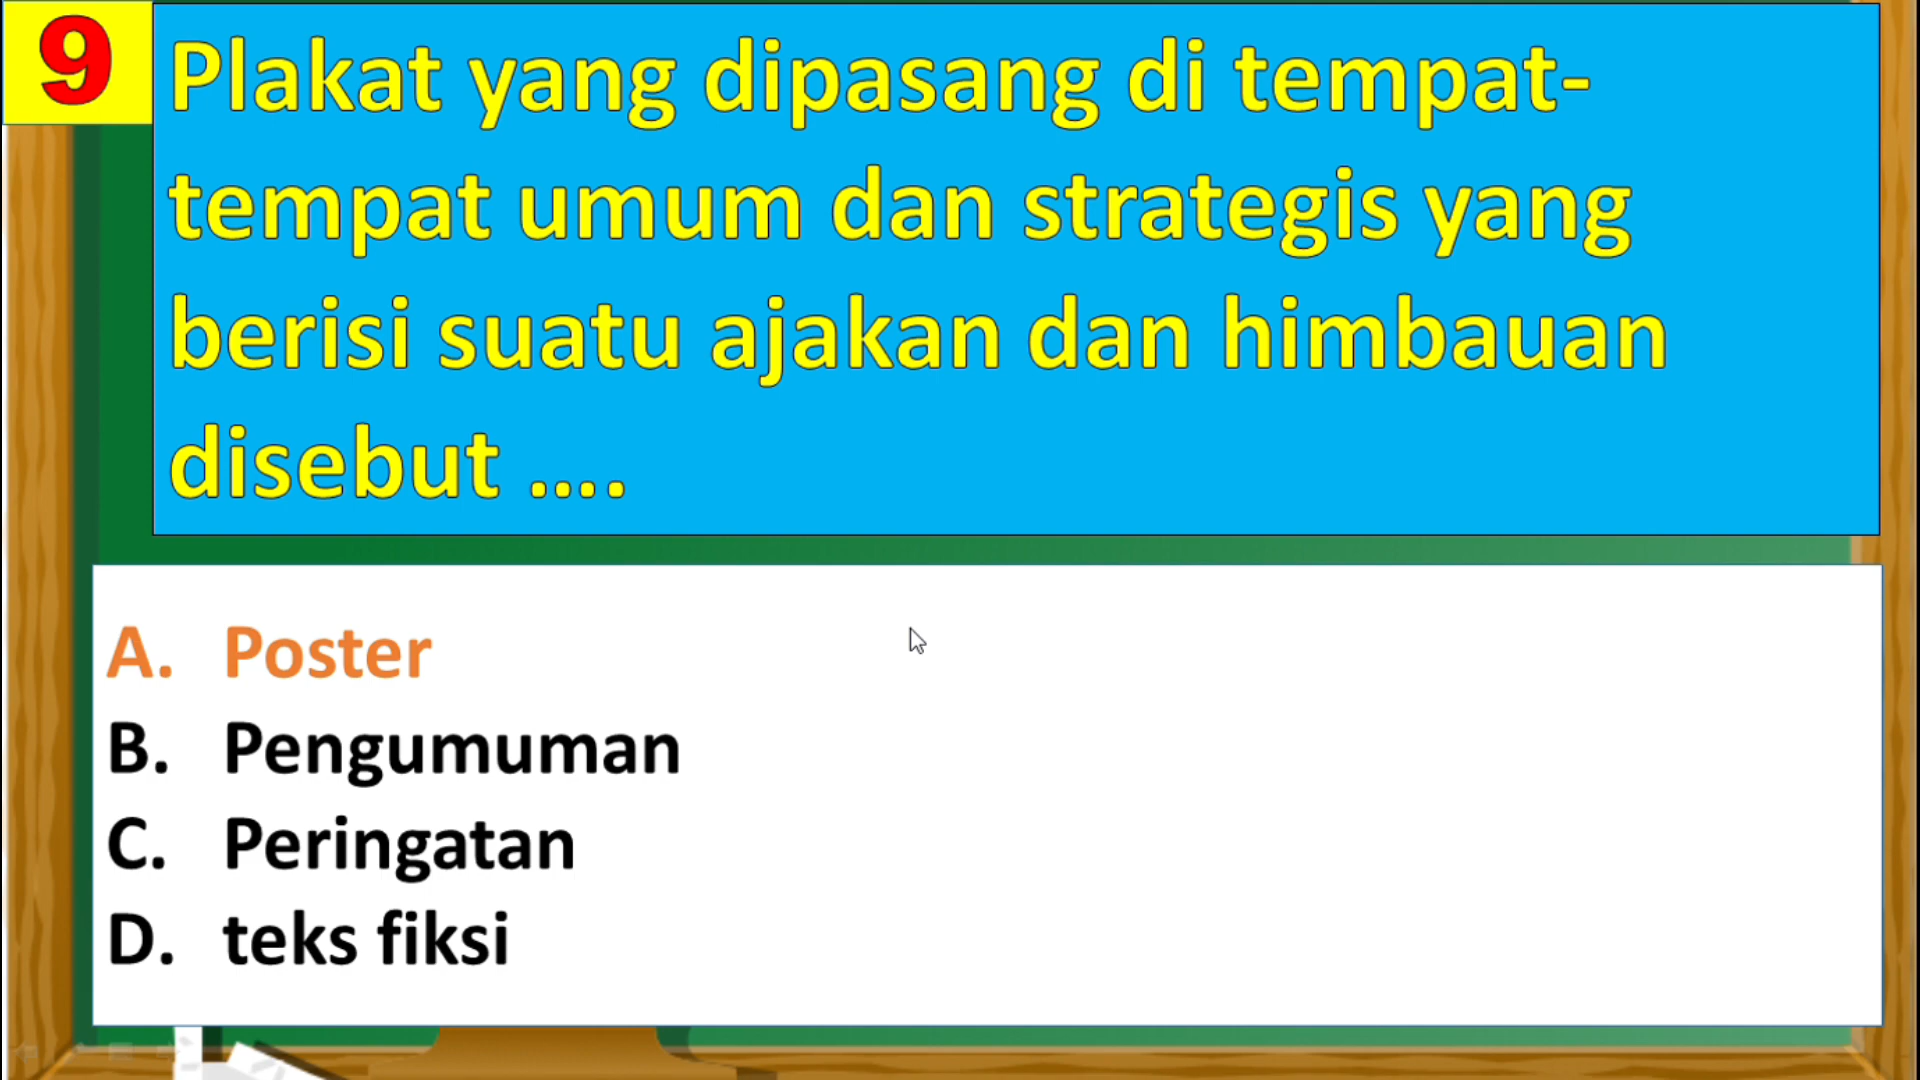 9
Plakat yang dipasang di tempat-
tempat umum dan strategis yang
berisi suatu ajakan dan himbauan
disebut ....
A. Poster
B. Pengumuman
C. Peringatan
D. teks fiksi